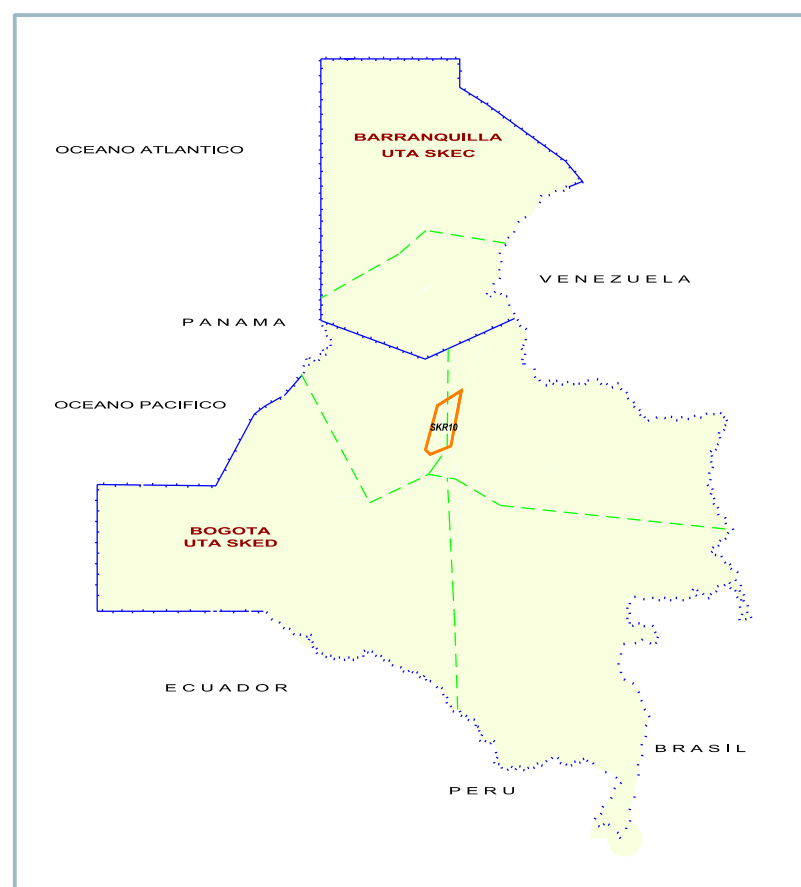 BARRANQUILLA
UTA SKEC
OCEANO ATLANTICO
VENEZUELA
PANAMA
OCEANO PACIFICO
SKR10
BOGOTA
UTA SKED
ECUADOR
BRASIL
PERU